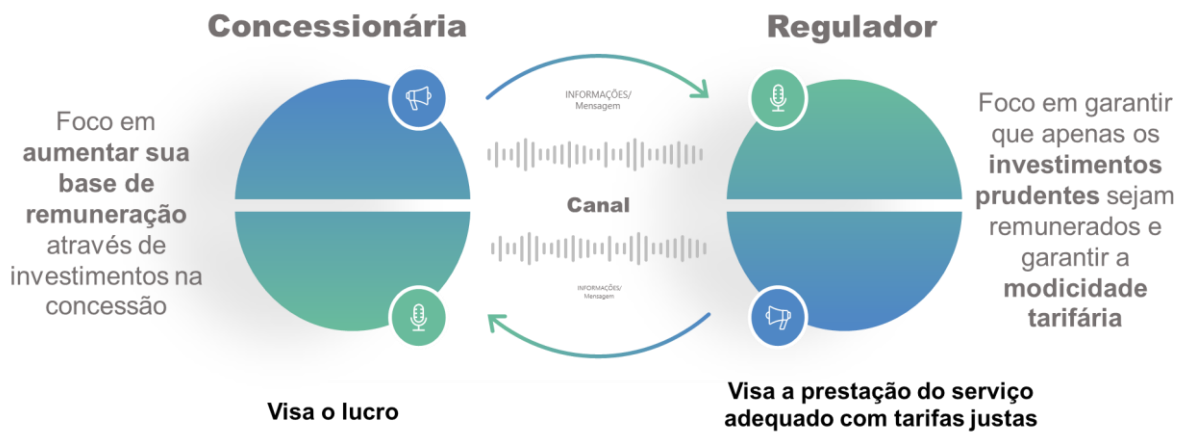 Concessionária
Foco em
aumentar sua
base de
remuneração
através de
investimentos na
concessão
Visa o lucro
INFORMAÇÕES/
Mensagem
Canal
INFORMAÇÕES/
Mensagem
Regulador
Foco em garantir
que apenas os
investimentos
prudentes sejam
remunerados e
garantir a
modicidade
tarifária
Visa a prestação do serviço
adequado com tarifas justas